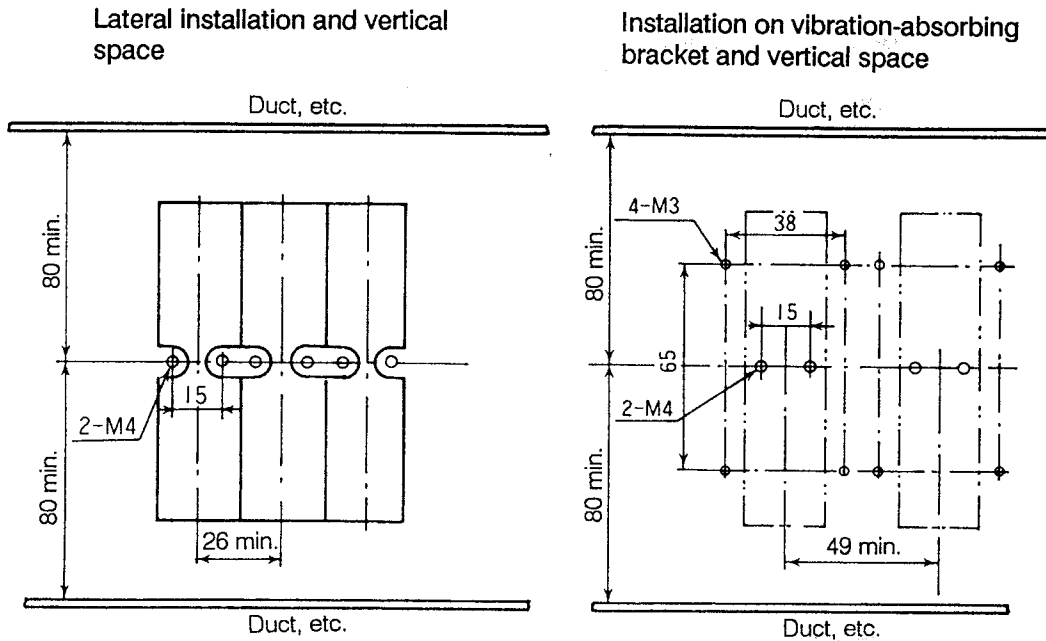 Lateral installation and vertical
space
Duct, etc.
80 min.
15
2-M4
80 min.
26 min.
Duct, etc.
Installation on vibration-absorbing
bracket and vertical space
Duct, etc.
4-M3
38
80 min.
15
65
2-M4
80 min.
49 min.
Duct, etc.